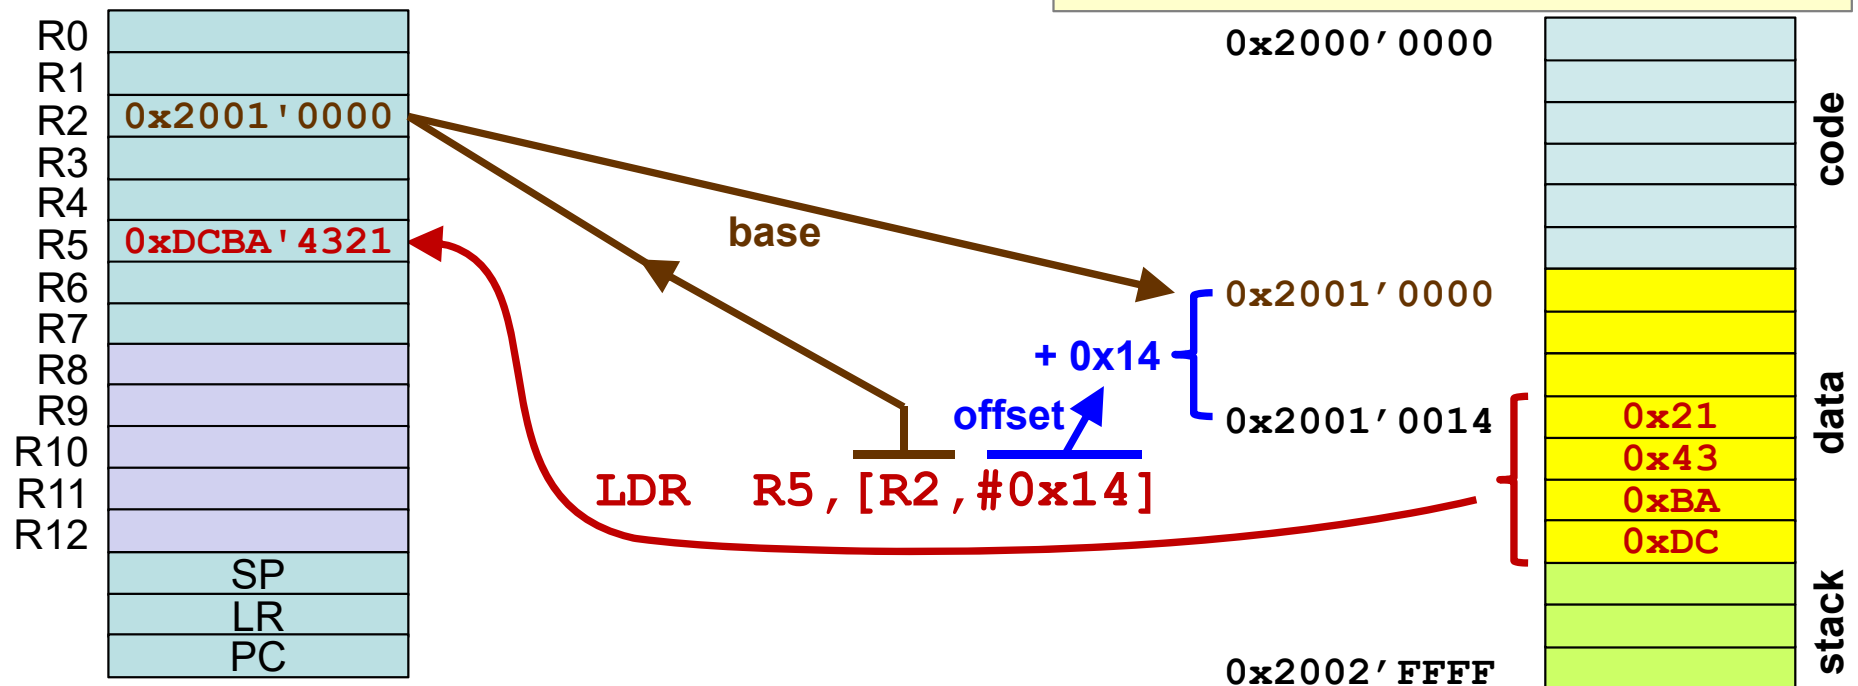 R0
R1
R2 0x2001'0000
R3
R4
R5 0xDCBA'4321
R6
R7
R8
R9
R10
R11
R12
SP
LR
PC
base
+ 0x14
offset
LDR R5,[R2,#0x14]
0x2000’0000
0x2001’0000
0x2001’0014
0x2002’FFFF
0x21
0x43
0xBA
0xDC
code
data
stack